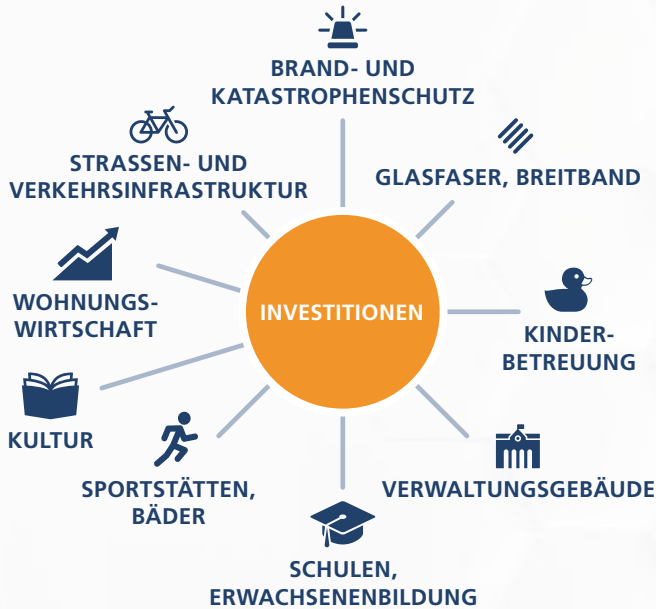 BRAND- UND
KATASTROPHENSCHUTZ
STRASSEN- UND
VERKEHRSINFRASTRUKTUR
GLASFASER, BREITBAND
WOHNUNGS-
WIRTSCHAFT
INVESTITIONEN
KINDER-
BETREUUNG
KULTUR
SPORTSTÄTTEN,
BÄDER
VERWALTUNGSGEBÄUDE
SCHULEN,
ERWACHSENENBILDUNG